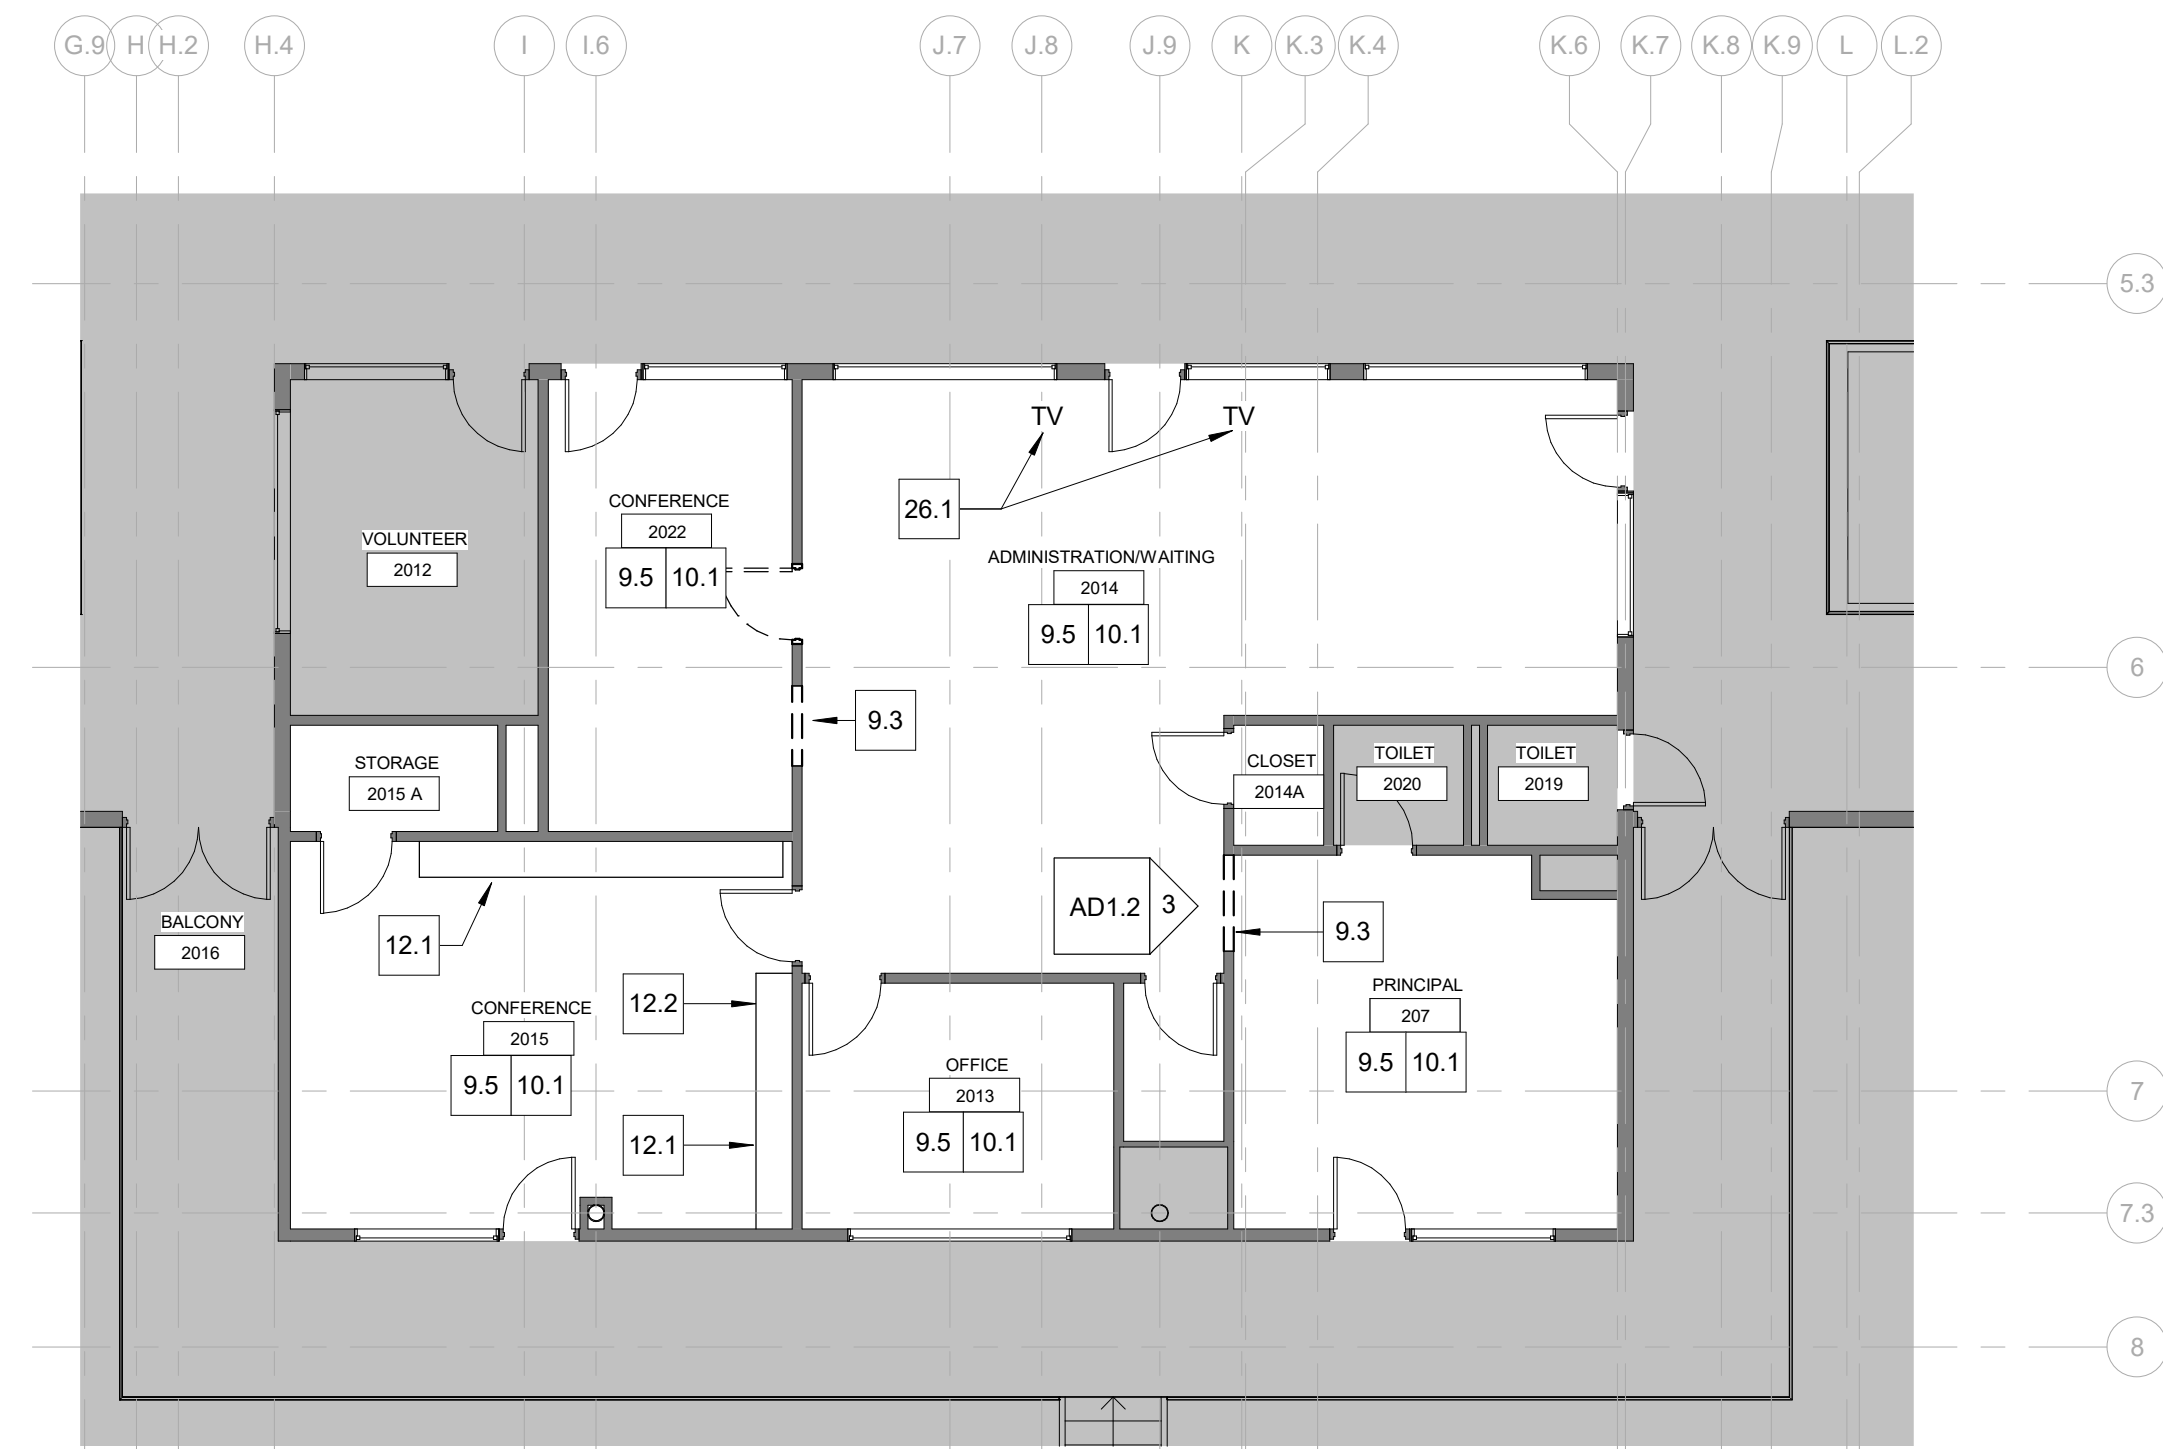 G.9 H H.2 H.4 I I.6 J.7 J.8 J.9 K K.3 K.4 K.6 K.7 K.8 K.9 L L.2
5.3
TV TV
26.1
CONFERENCE
2022
9.5 10.1
VOLUNTEER
2012
ADMINISTRATION/WAITING
2014
9.5 10.1
6
9.3
STORAGE
2015 A
CLOSET
2014A
TOILET
2020
TOILET
2019
AD1.2 3
9.3
BALCONY
2016
12.1
CONFERENCE
2015
9.5 10.1
12.2
12.1
PRINCIPAL
207
9.5 10.1
OFFICE
2013
9.5 10.1
7
7.3
8